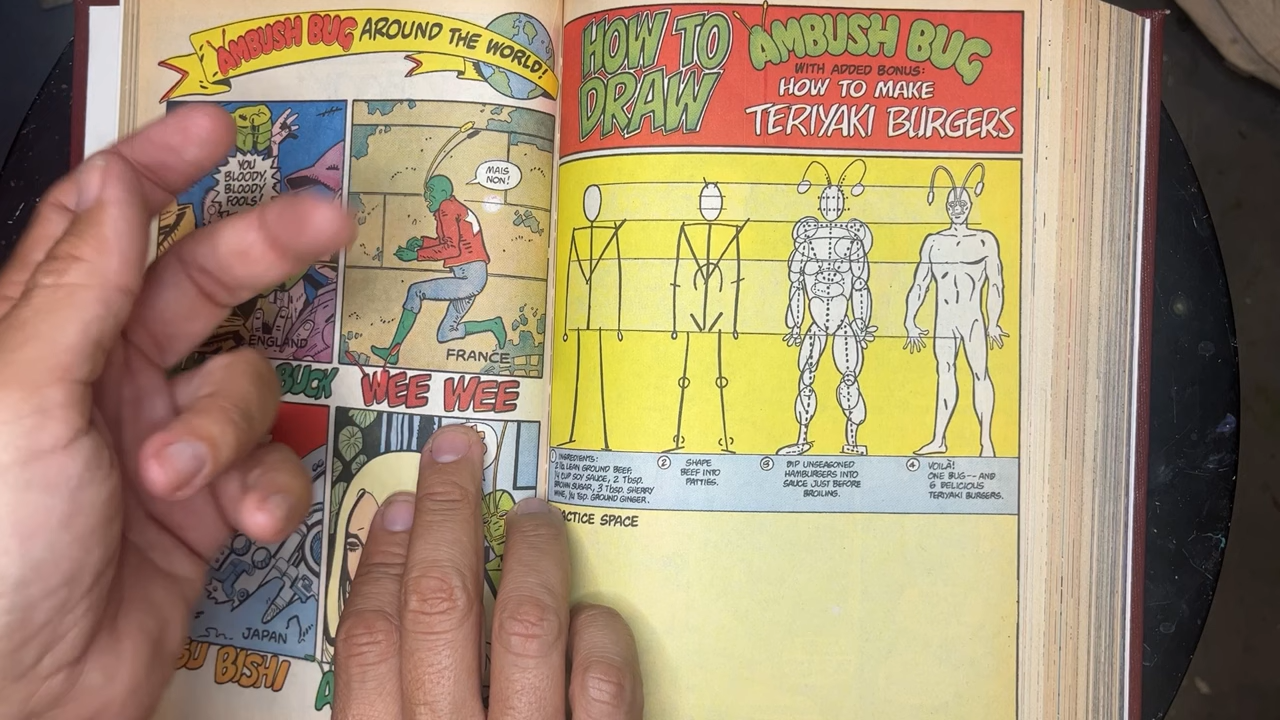 AMBUSH BUG AROUND THE WORLD!
YOU
BLOODY,
BLOODY
FOOLS!
ENGLAND
MAIS
NON!
FRANCE
BUCK
WEE WEE
JAPAN
BISHI
HOW TO
DRAW
AMBUSH BUG
WITH ADDED BONUS:
HOW TO MAKE
TERIYAKI BURGERS
1 INGREDIENTS:
2 lb. LEAN GROUND BEEF,
1/4 CUP SOY SAUCE, 2 Tbsp.
BROWN SUGAR, 3 Tbsp. SHERRY
WINE, 1/2 tsp. GROUND GINGER.
2 SHAPE
BEEF INTO
PATTIES.
3 DIP UNSEASONED
HAMBURGERS INTO
SAUCE JUST BEFORE
BROILING.
4 VOILÀ!
ONE BUG--AND
6 DELICIOUS
TERIYAKI BURGERS.
ACTICE SPACE